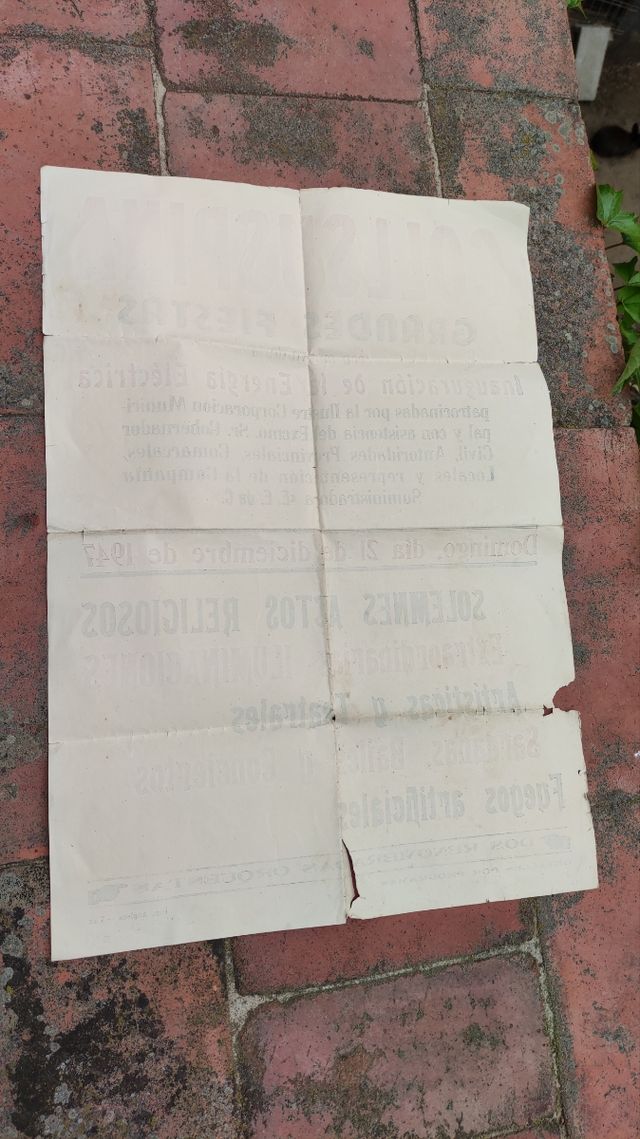 COLLSUSPINA
GRANDES FIESTAS
Inauguración de la Energía Eléctrica
patrocinadas por la Ilustre Corporacion Munici-
pal y con asistencia del Excmo. Sr. Gobernador
Civil, Autoridades Provinciales, Comarcales,
Locales y representación de la Compañía
Suministradora E. E. de C.
Domingo, día 21 de diciembre de 1947
SOLEMNES ACTOS RELIGIOSOS
Extraordinarias ILUMINACIONES
Artísticas y Teatrales
Sardanas, Baile y Conciertos
Fuegos artificiales